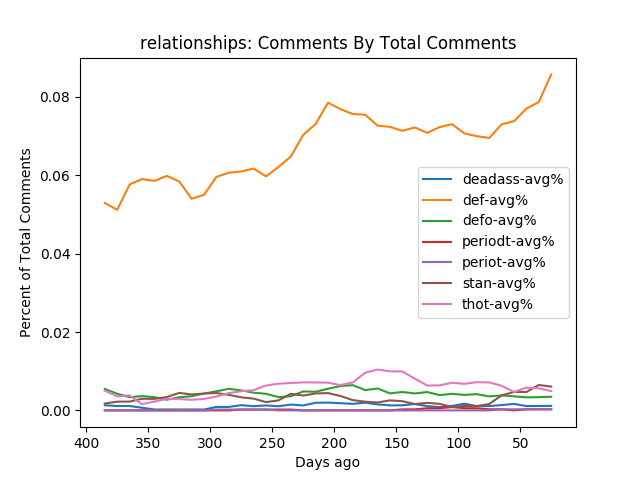 relationships: Comments By Total Comments
Percent of Total Comments
0.08
0.06
0.04
0.02
0.00
deadass-avg%
def-avg%
defo-avg%
periodt-avg%
periot-avg%
stan-avg%
thot-avg%
400 350 300 250 200 150 100 50
Days ago